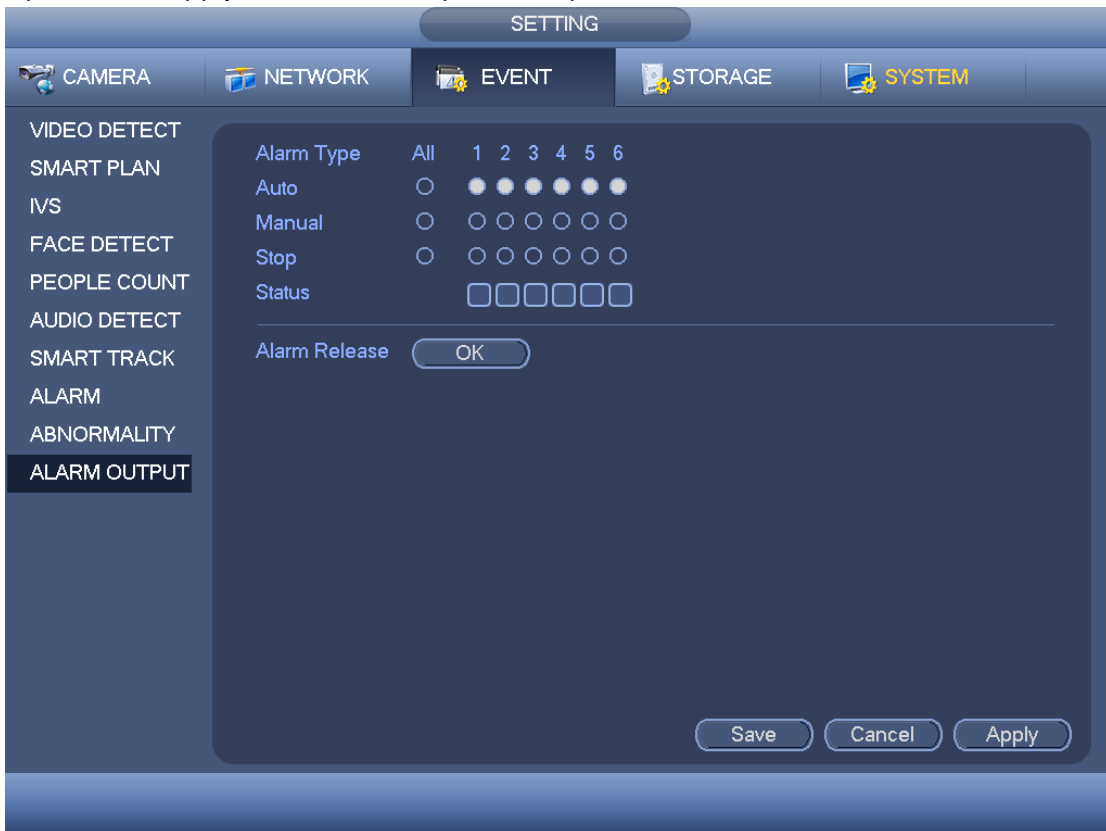 SETTING
CAMERA NETWORK EVENT STORAGE SYSTEM
VIDEO DETECT
SMART PLAN
IVS
FACE DETECT
PEOPLE COUNT
AUDIO DETECT
SMART TRACK
ALARM
ABNORMALITY
ALARM OUTPUT
Alarm Type All 1 2 3 4 5 6
Auto
Manual
Stop
Status
Alarm Release OK
Save Cancel Apply